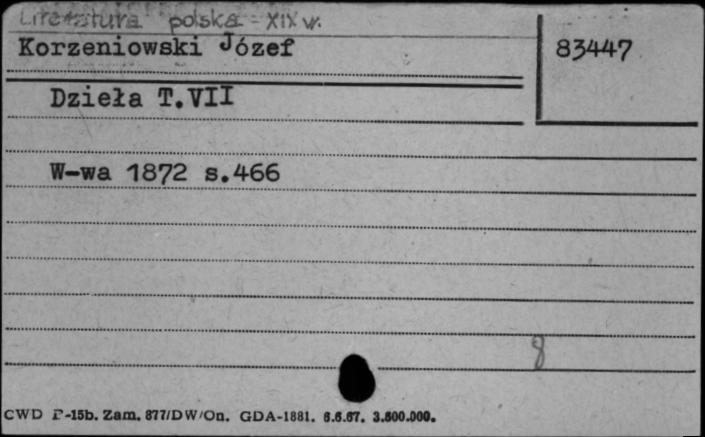 Literatura polska - XIX w.
Korzeniowski Józef
83447
Dzieła T.VII
W-wa 1872 s.466
8
CWD P-15b. Zam. 877/DW/On. GDA-1881. 6.6.67. 3.600.000.